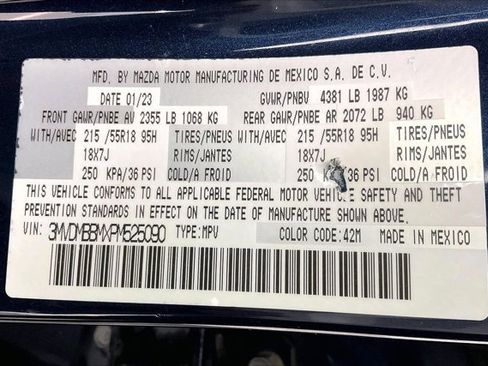 MFD. BY MAZDA MOTOR MANUFACTURING DE MEXICO S.A. DE C.V.
DATE 01/23 GVWR/PNBV 4381 LB 1987 KG
FRONT GAWR/PNBE AV 2355 LB 1068 KG REAR GAWR/PNBE AR 2072 LB 940 KG
WITH/AVEC 215 /55R18 95H TIRES/PNEUS WITH/AVEC 215 /55R18 95H TIRES/PNEUS
18X7J RIMS/JANTES 18X7J RIMS/JANTES
250 KPA/36 PSI COLD/A FROID 250 PSI COLD/A FROID
THIS VEHICLE CONFORMS TO ALL APPLICABLE FEDERAL MOTOR VEHICLE SAFETY AND THEFT
PREVENTION STANDARDS IN EFFECT ON THE DATE OF MANUFACTURE SHOWN ABOVE.
VIN: 3MVDMBBMXPM525090 TYPE:MPV COLOR CODE:42M MADE IN MEXICO